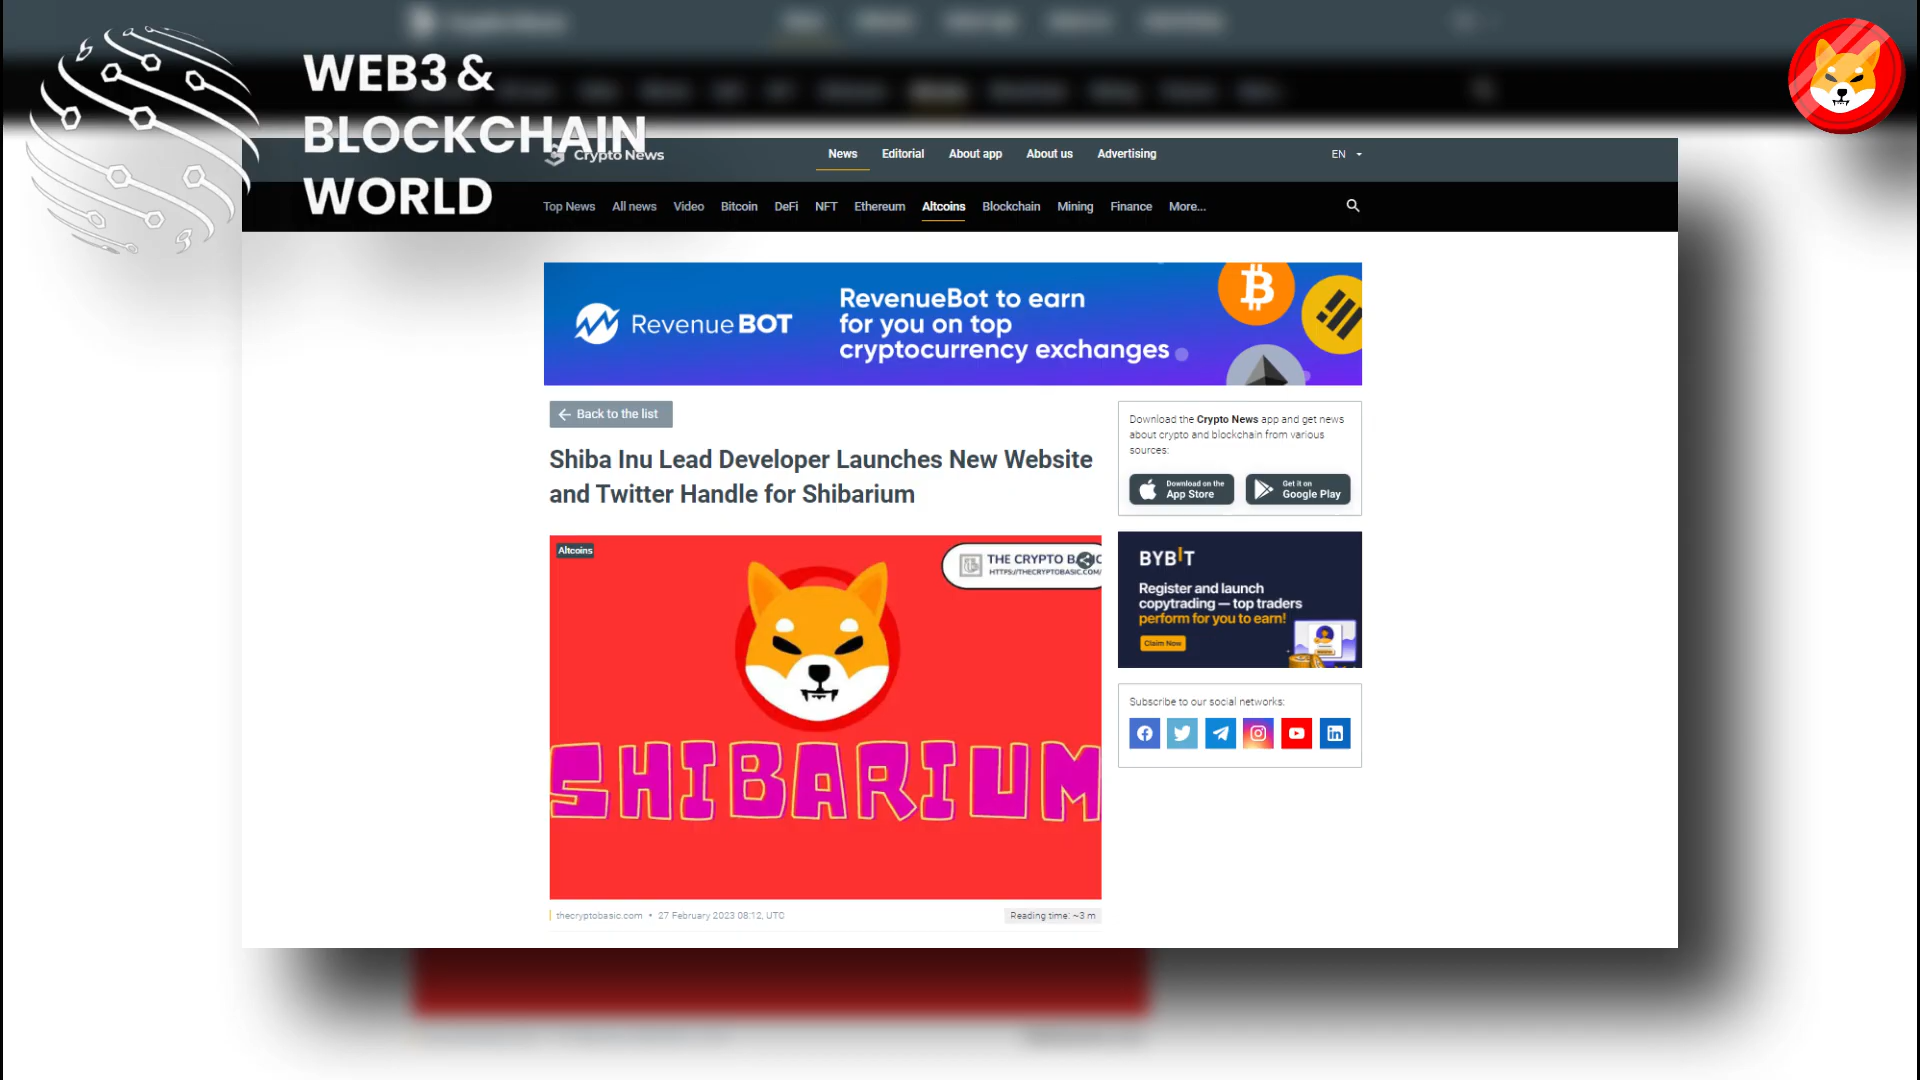 WEB3 &
BLOCKCHAIN
WORLD
Crypto News
News Editorial About app About us Advertising EN
Top News All news Video Bitcoin DeFi NFT Ethereum Altcoins Blockchain Mining Finance More...
RevenueBOT
RevenueBot to earn
for you on top
cryptocurrency exchanges
Back to the list
Shiba Inu Lead Developer Launches New Website
and Twitter Handle for Shibarium
Altcoins
THE CRYPTO BASIC
HTTPS://THECRYPTOBASIC.COM/
SHIBARIUM
thecryptobasic.com • 27 February 2023 08:12, UTC
Reading time: ~3 m
Download the Crypto News app and get news
about crypto and blockchain from various
sources:
Download on the
App Store
Get it on
Google Play
BYBIT
Register and launch
copytrading — top traders
perform for you to earn!
Claim Now
Subscribe to our social networks: